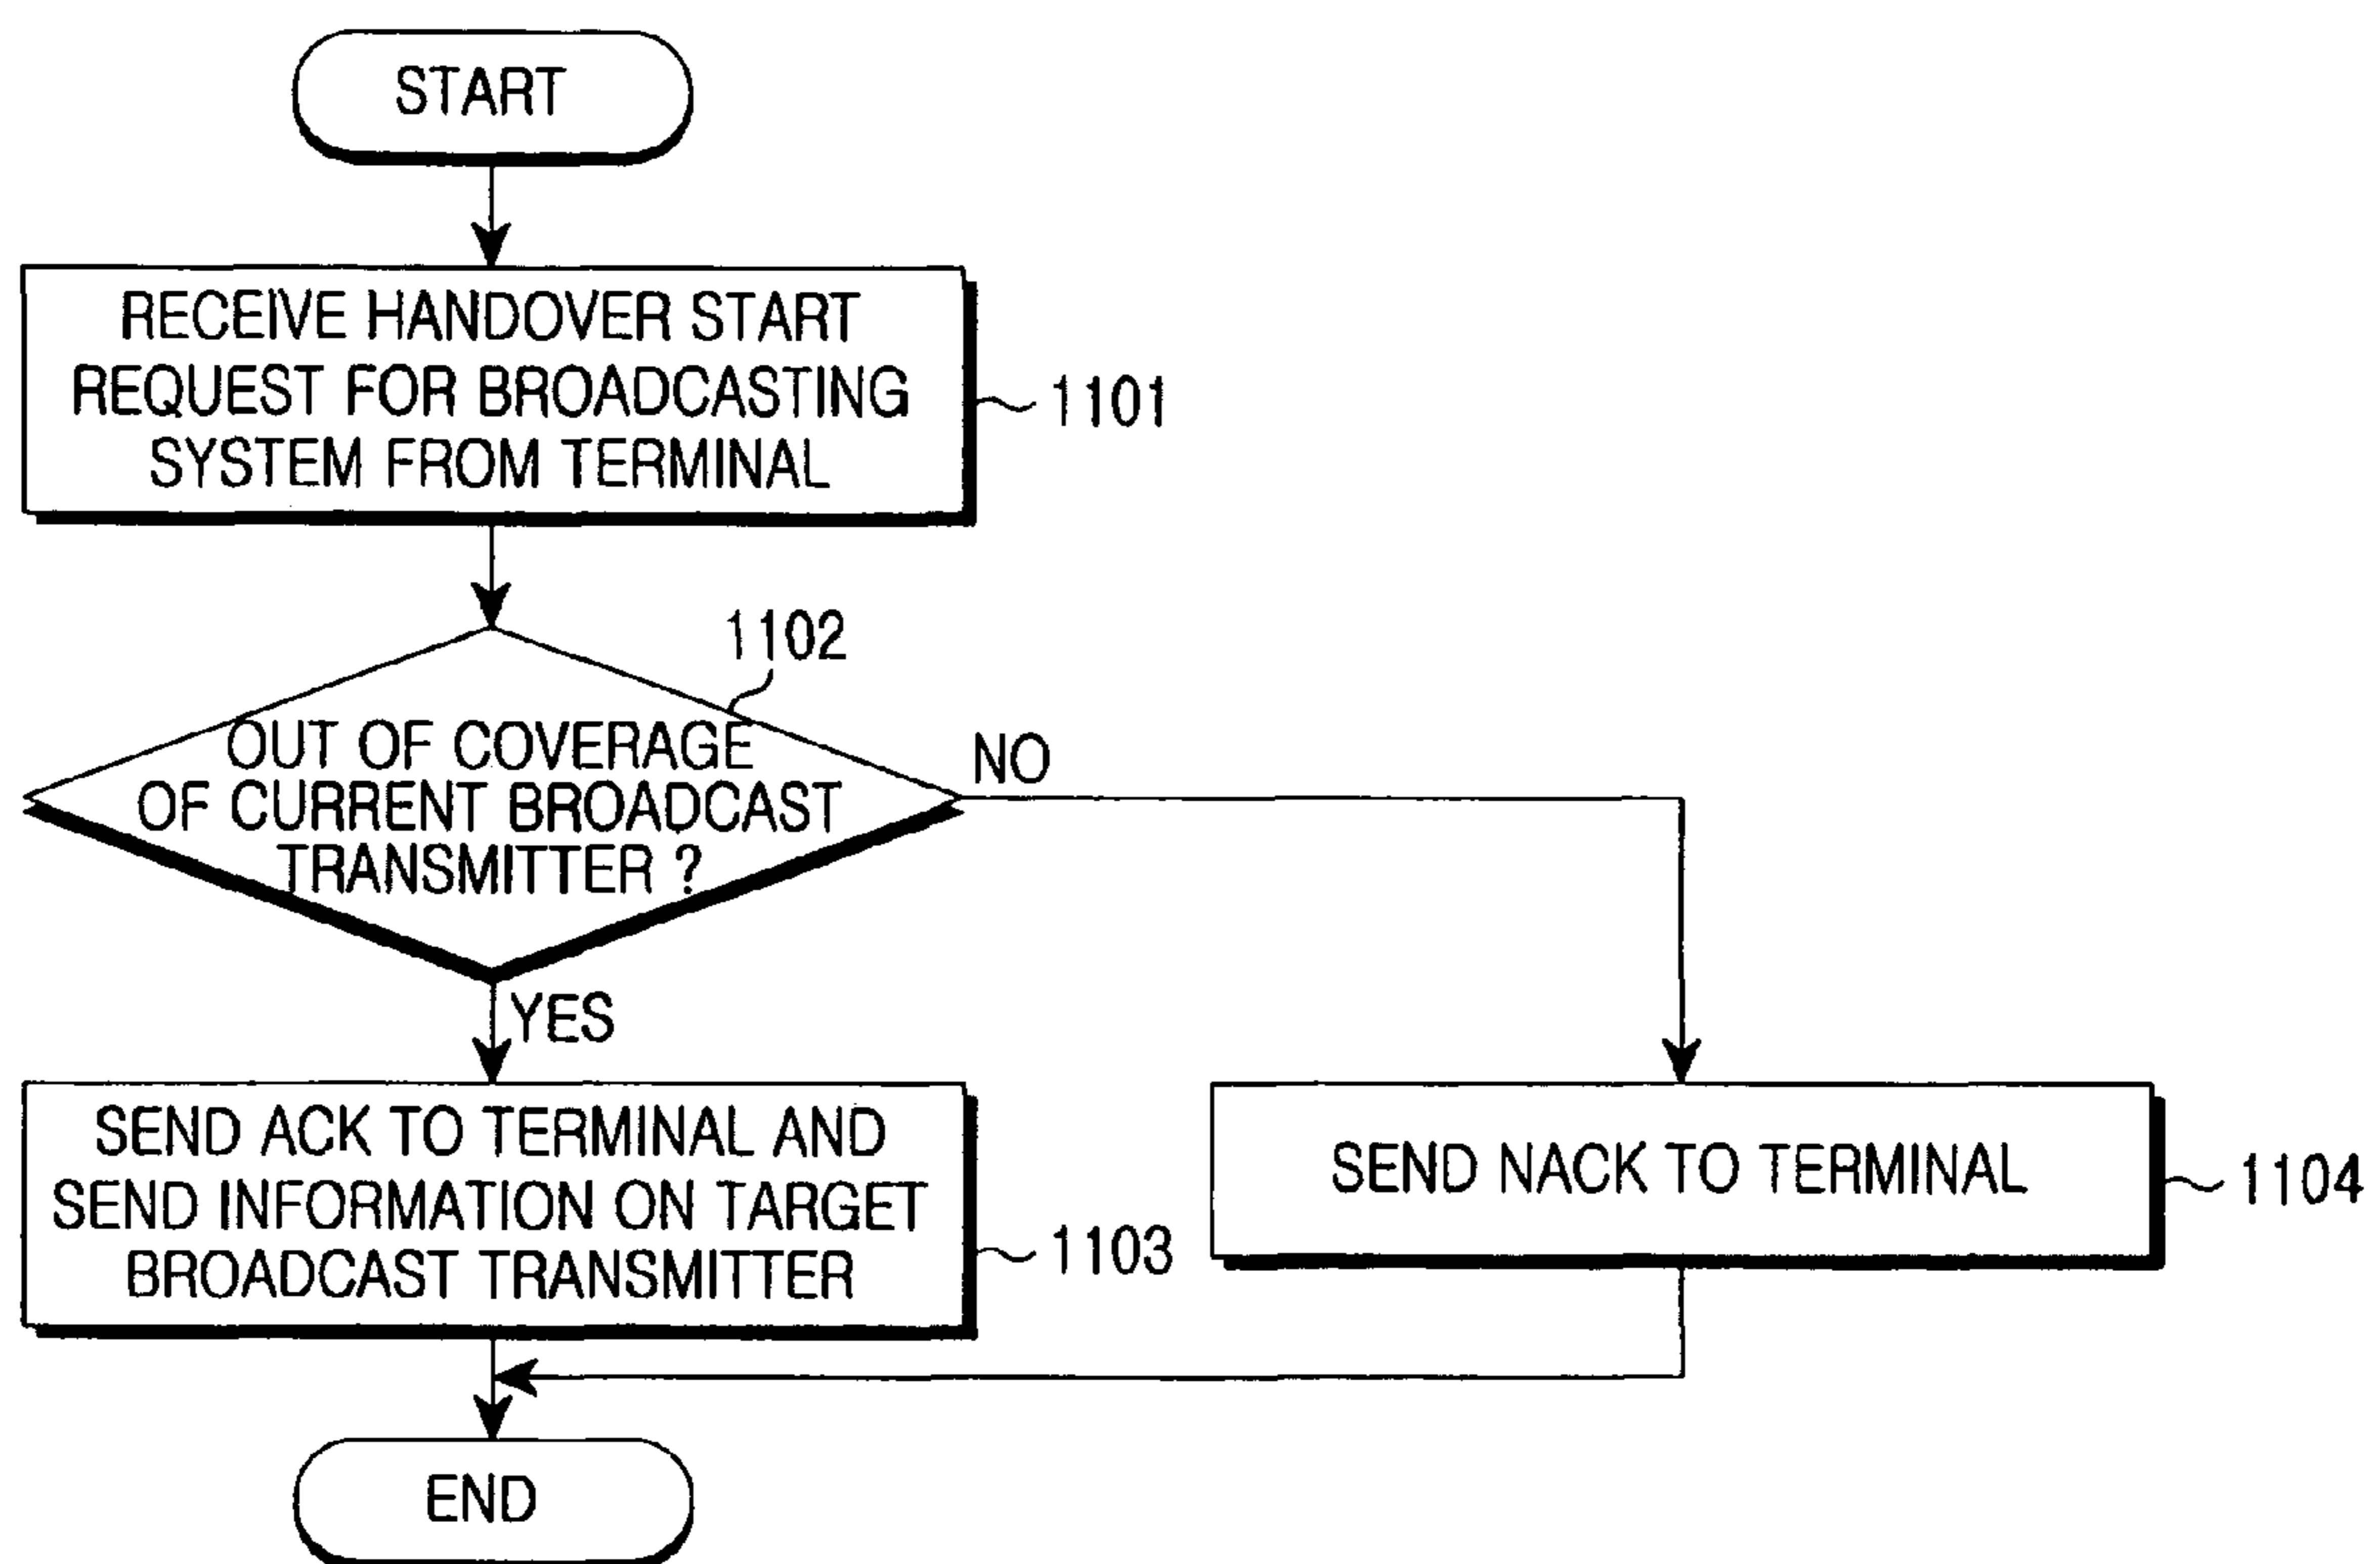 START
RECEIVE HANDOVER START
REQUEST FOR BROADCASTING
SYSTEM FROM TERMINAL
1101
1102
OUT OF COVERAGE
OF CURRENT BROADCAST
TRANSMITTER ?
NO
YES
SEND ACK TO TERMINAL AND
SEND INFORMATION ON TARGET
BROADCAST TRANSMITTER
1103
SEND NACK TO TERMINAL
1104
END